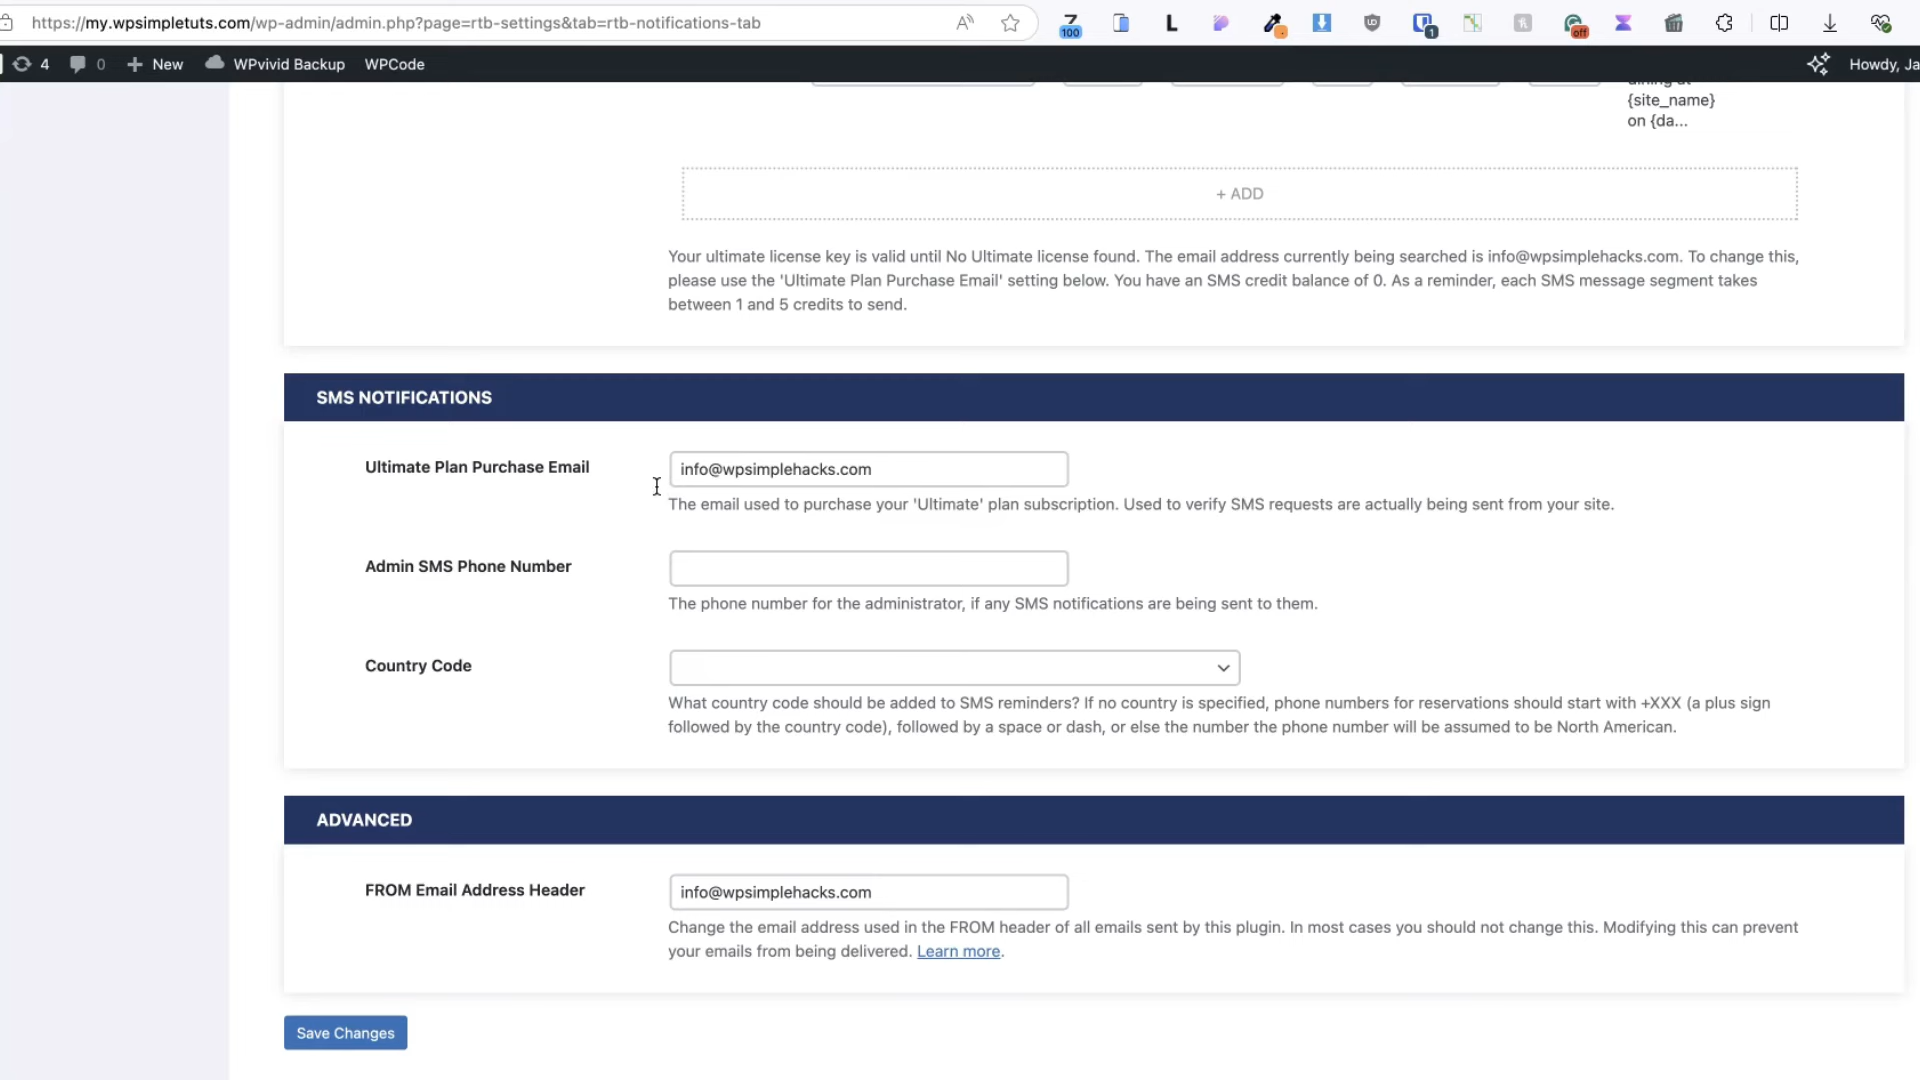 https://my.wpsimpletuts.com/wp-admin/admin.php?page=rtb-settings&tab=rtb-notifications-tab
100
1
off
4
0
New
WPvivid Backup
WPCode
Howdy, Ja
{site_name}
on {da...
+ ADD
Your ultimate license key is valid until No Ultimate license found. The email address currently being searched is info@wpsimplehacks.com. To change this,
please use the 'Ultimate Plan Purchase Email' setting below. You have an SMS credit balance of 0. As a reminder, each SMS message segment takes
between 1 and 5 credits to send.
SMS NOTIFICATIONS
Ultimate Plan Purchase Email
info@wpsimplehacks.com
The email used to purchase your 'Ultimate' plan subscription. Used to verify SMS requests are actually being sent from your site.
Admin SMS Phone Number
The phone number for the administrator, if any SMS notifications are being sent to them.
Country Code
What country code should be added to SMS reminders? If no country is specified, phone numbers for reservations should start with +XXX (a plus sign
followed by the country code), followed by a space or dash, or else the number the phone number will be assumed to be North American.
ADVANCED
FROM Email Address Header
info@wpsimplehacks.com
Change the email address used in the FROM header of all emails sent by this plugin. In most cases you should not change this. Modifying this can prevent
your emails from being delivered. Learn more.
Save Changes